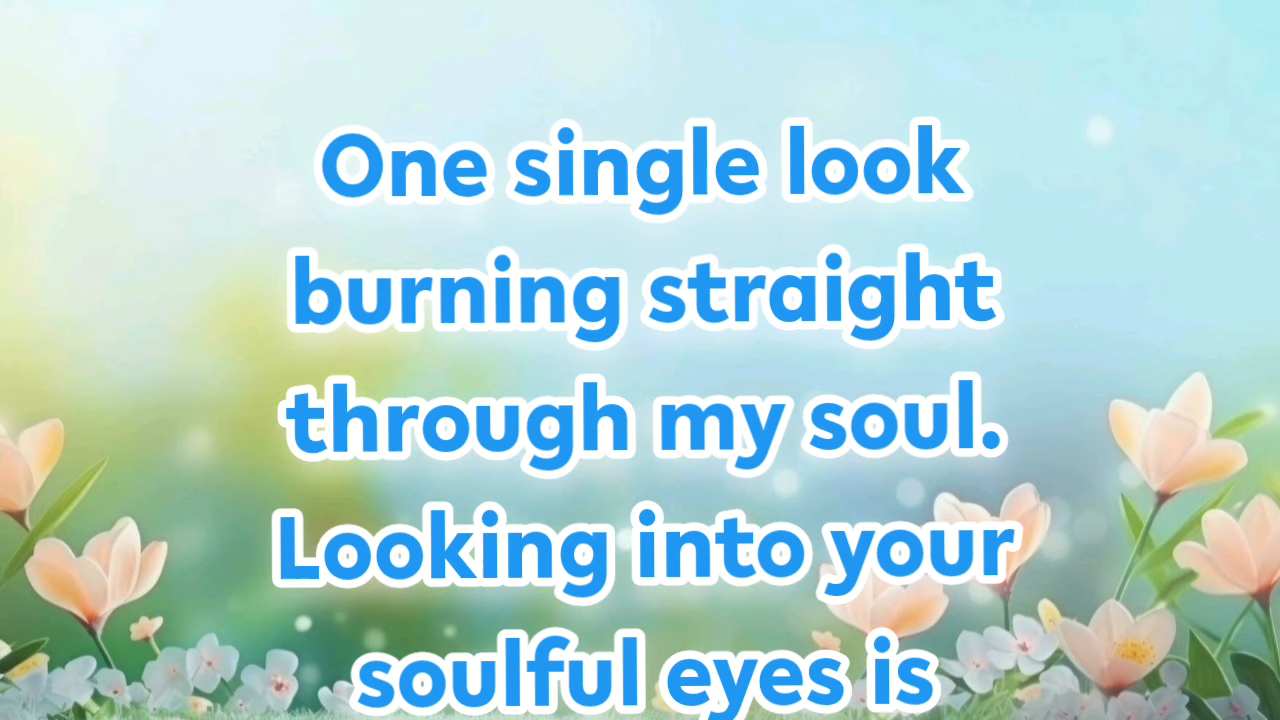 One single look
burning straight
through my soul.
Looking into your
soulful eyes is